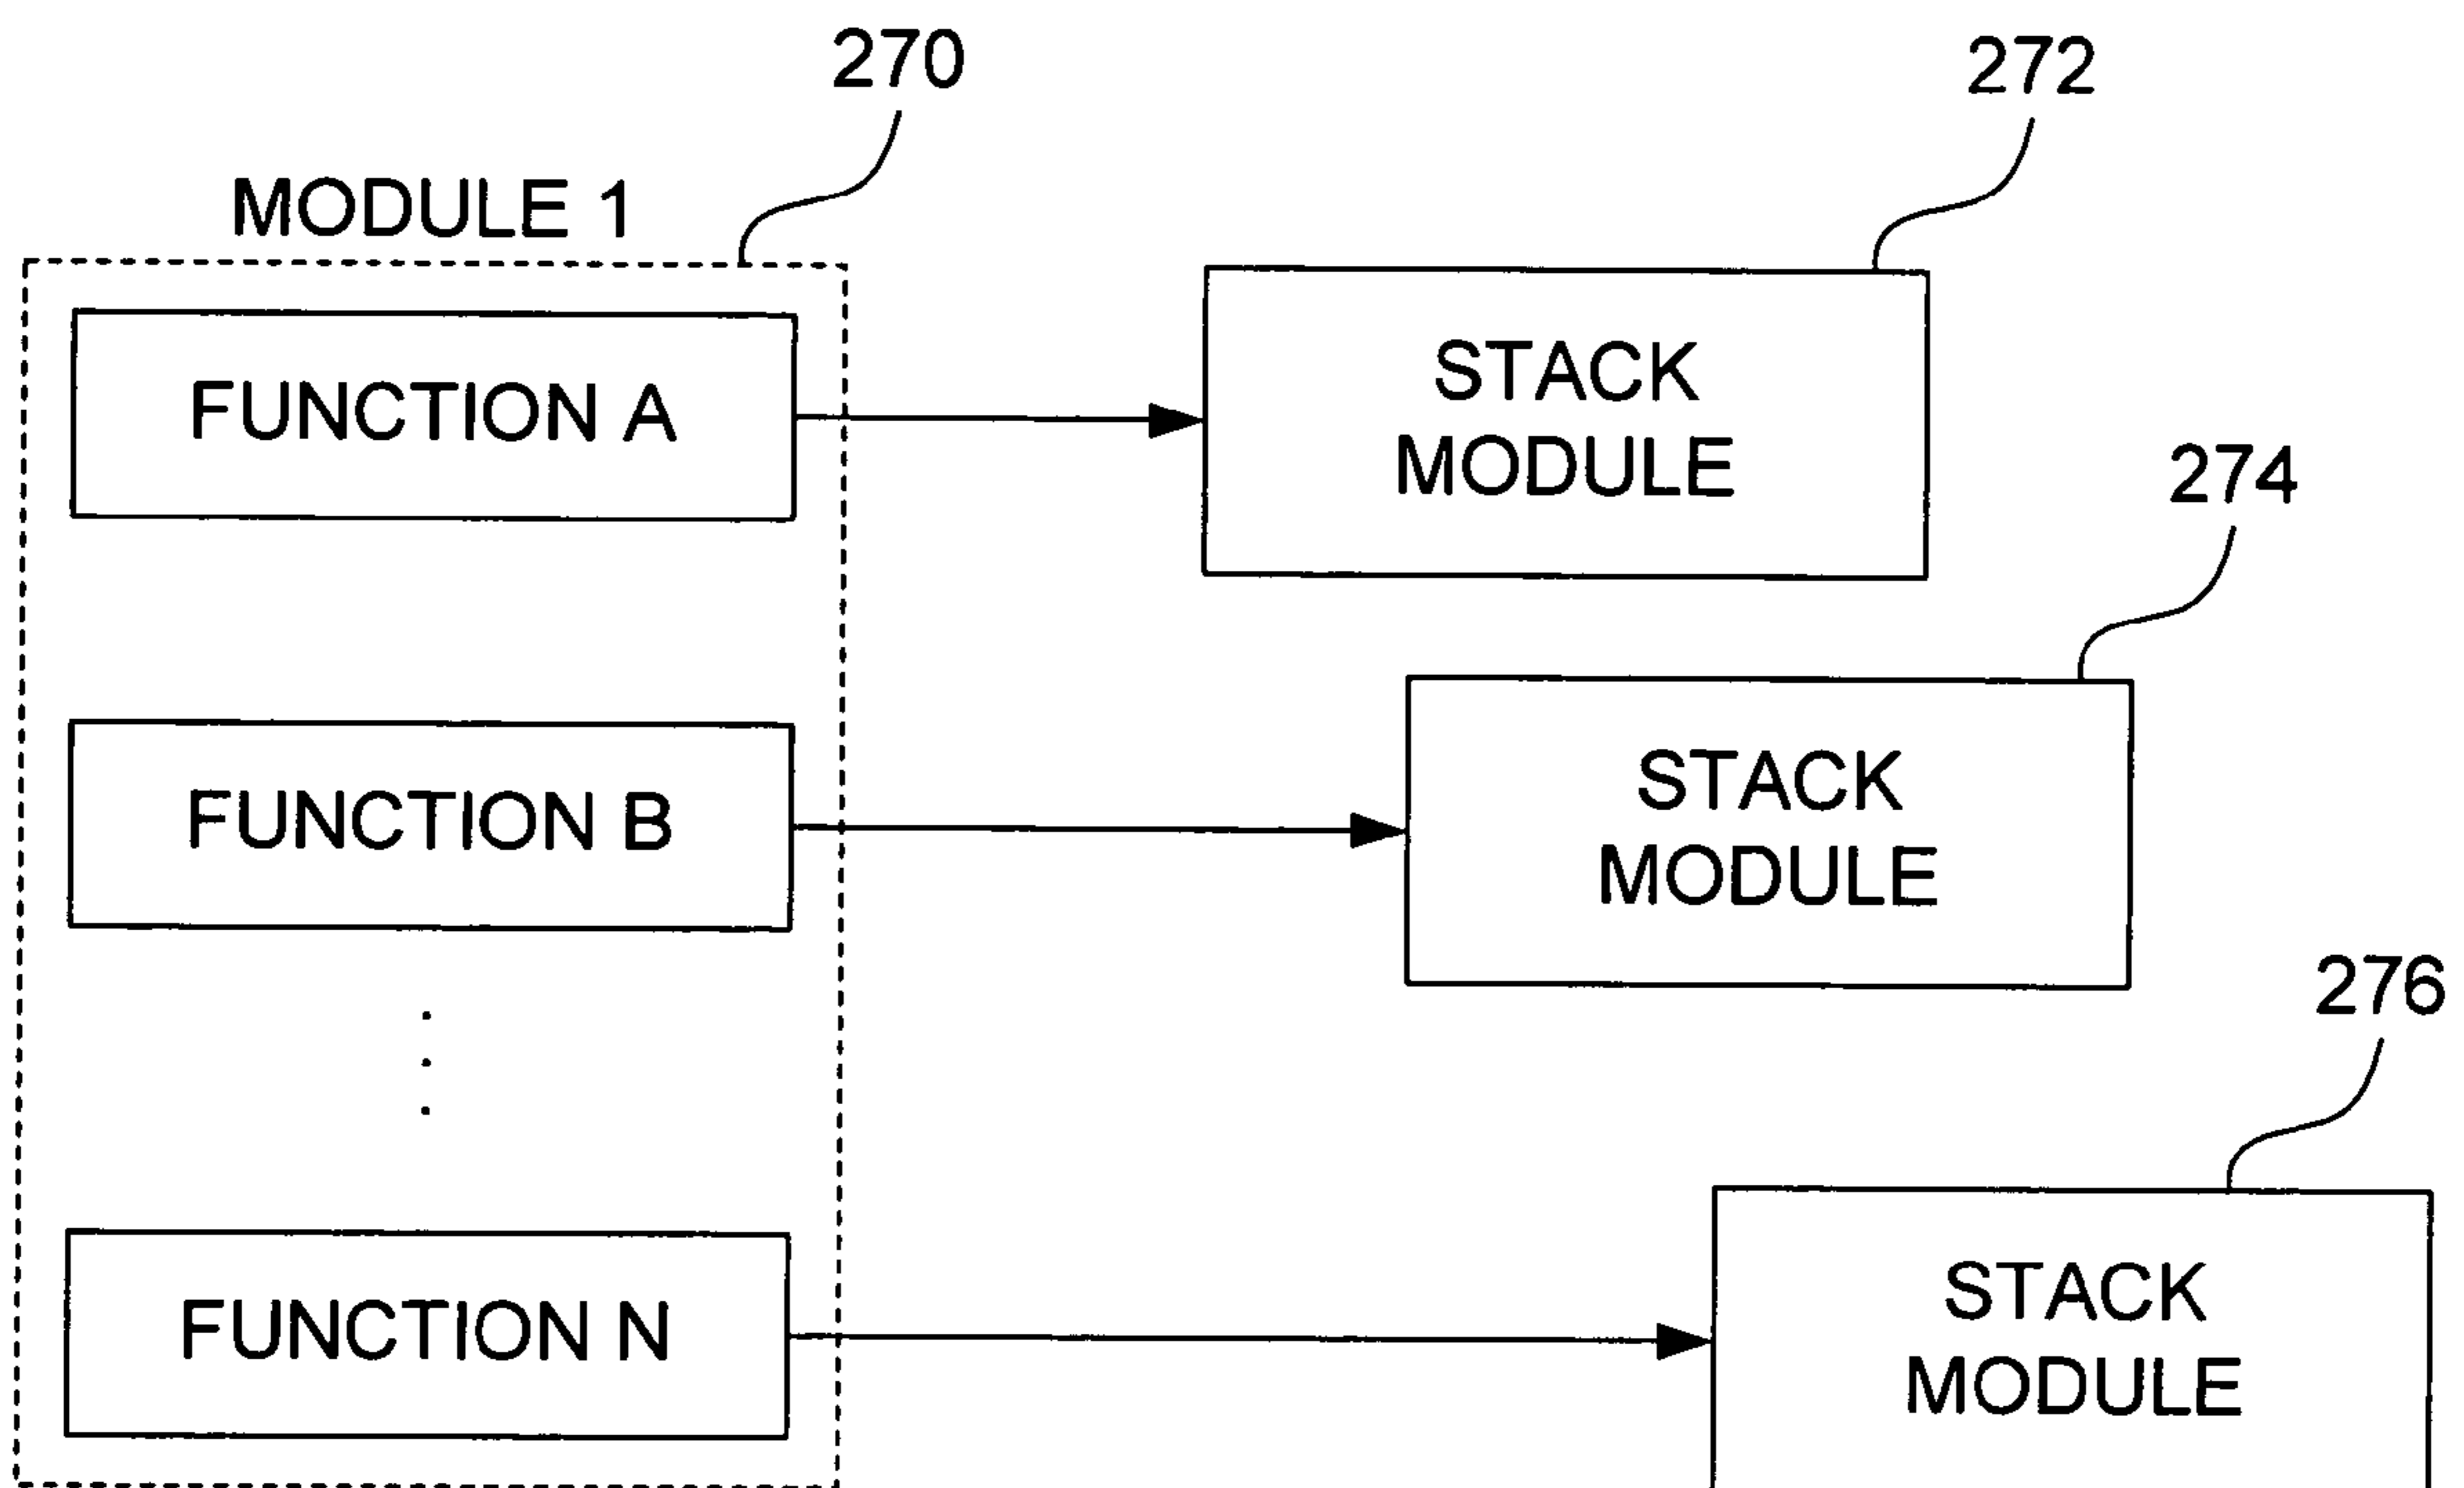 270
272
MODULE 1
FUNCTION A
STACK
MODULE
274
FUNCTION B
STACK
MODULE
276
FUNCTION N
STACK
MODULE